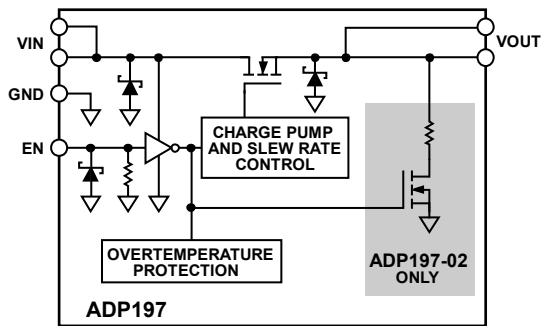 VIN
VOUT
GND
EN
CHARGE PUMP
AND SLEW RATE
CONTROL
OVERTEMPERATURE
PROTECTION
ADP197-02
ONLY
ADP197